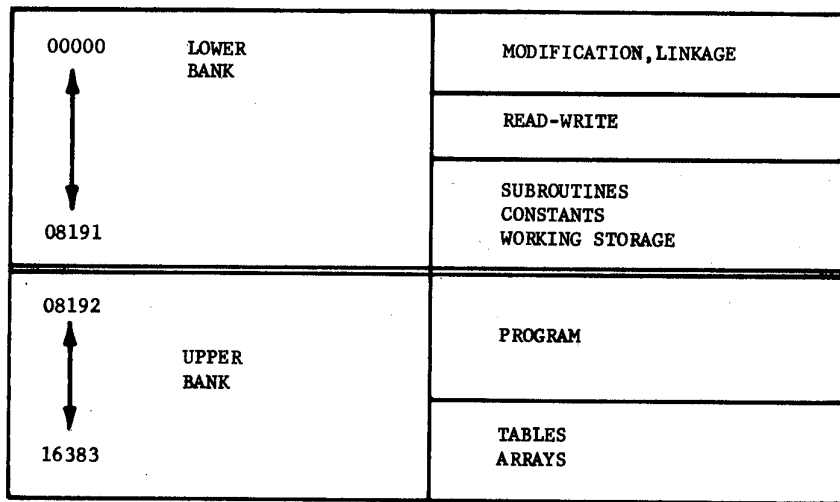 00000
LOWER
BANK
08191
MODIFICATION,LINKAGE
READ-WRITE
SUBROUTINES
CONSTANTS
WORKING STORAGE
08192
UPPER
BANK
16383
PROGRAM
TABLES
ARRAYS